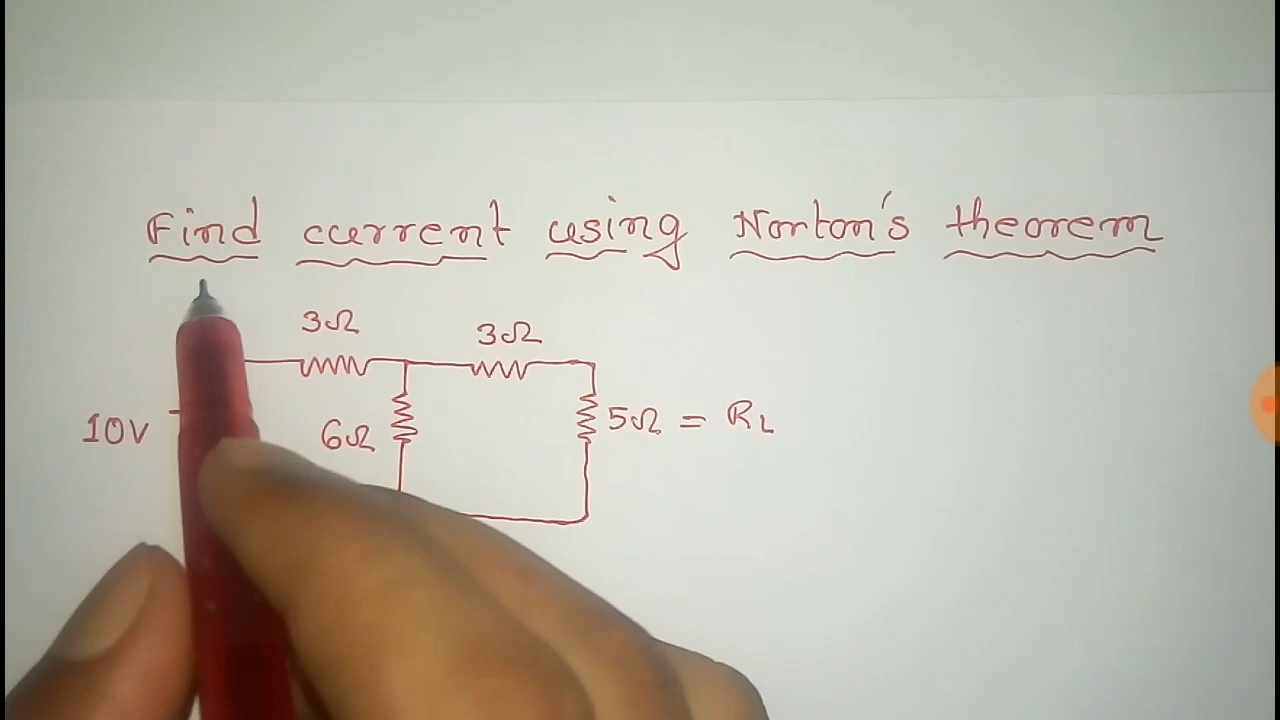 Find current using Norton's theorem
3Ω 3Ω
10V 6Ω 5Ω = RL